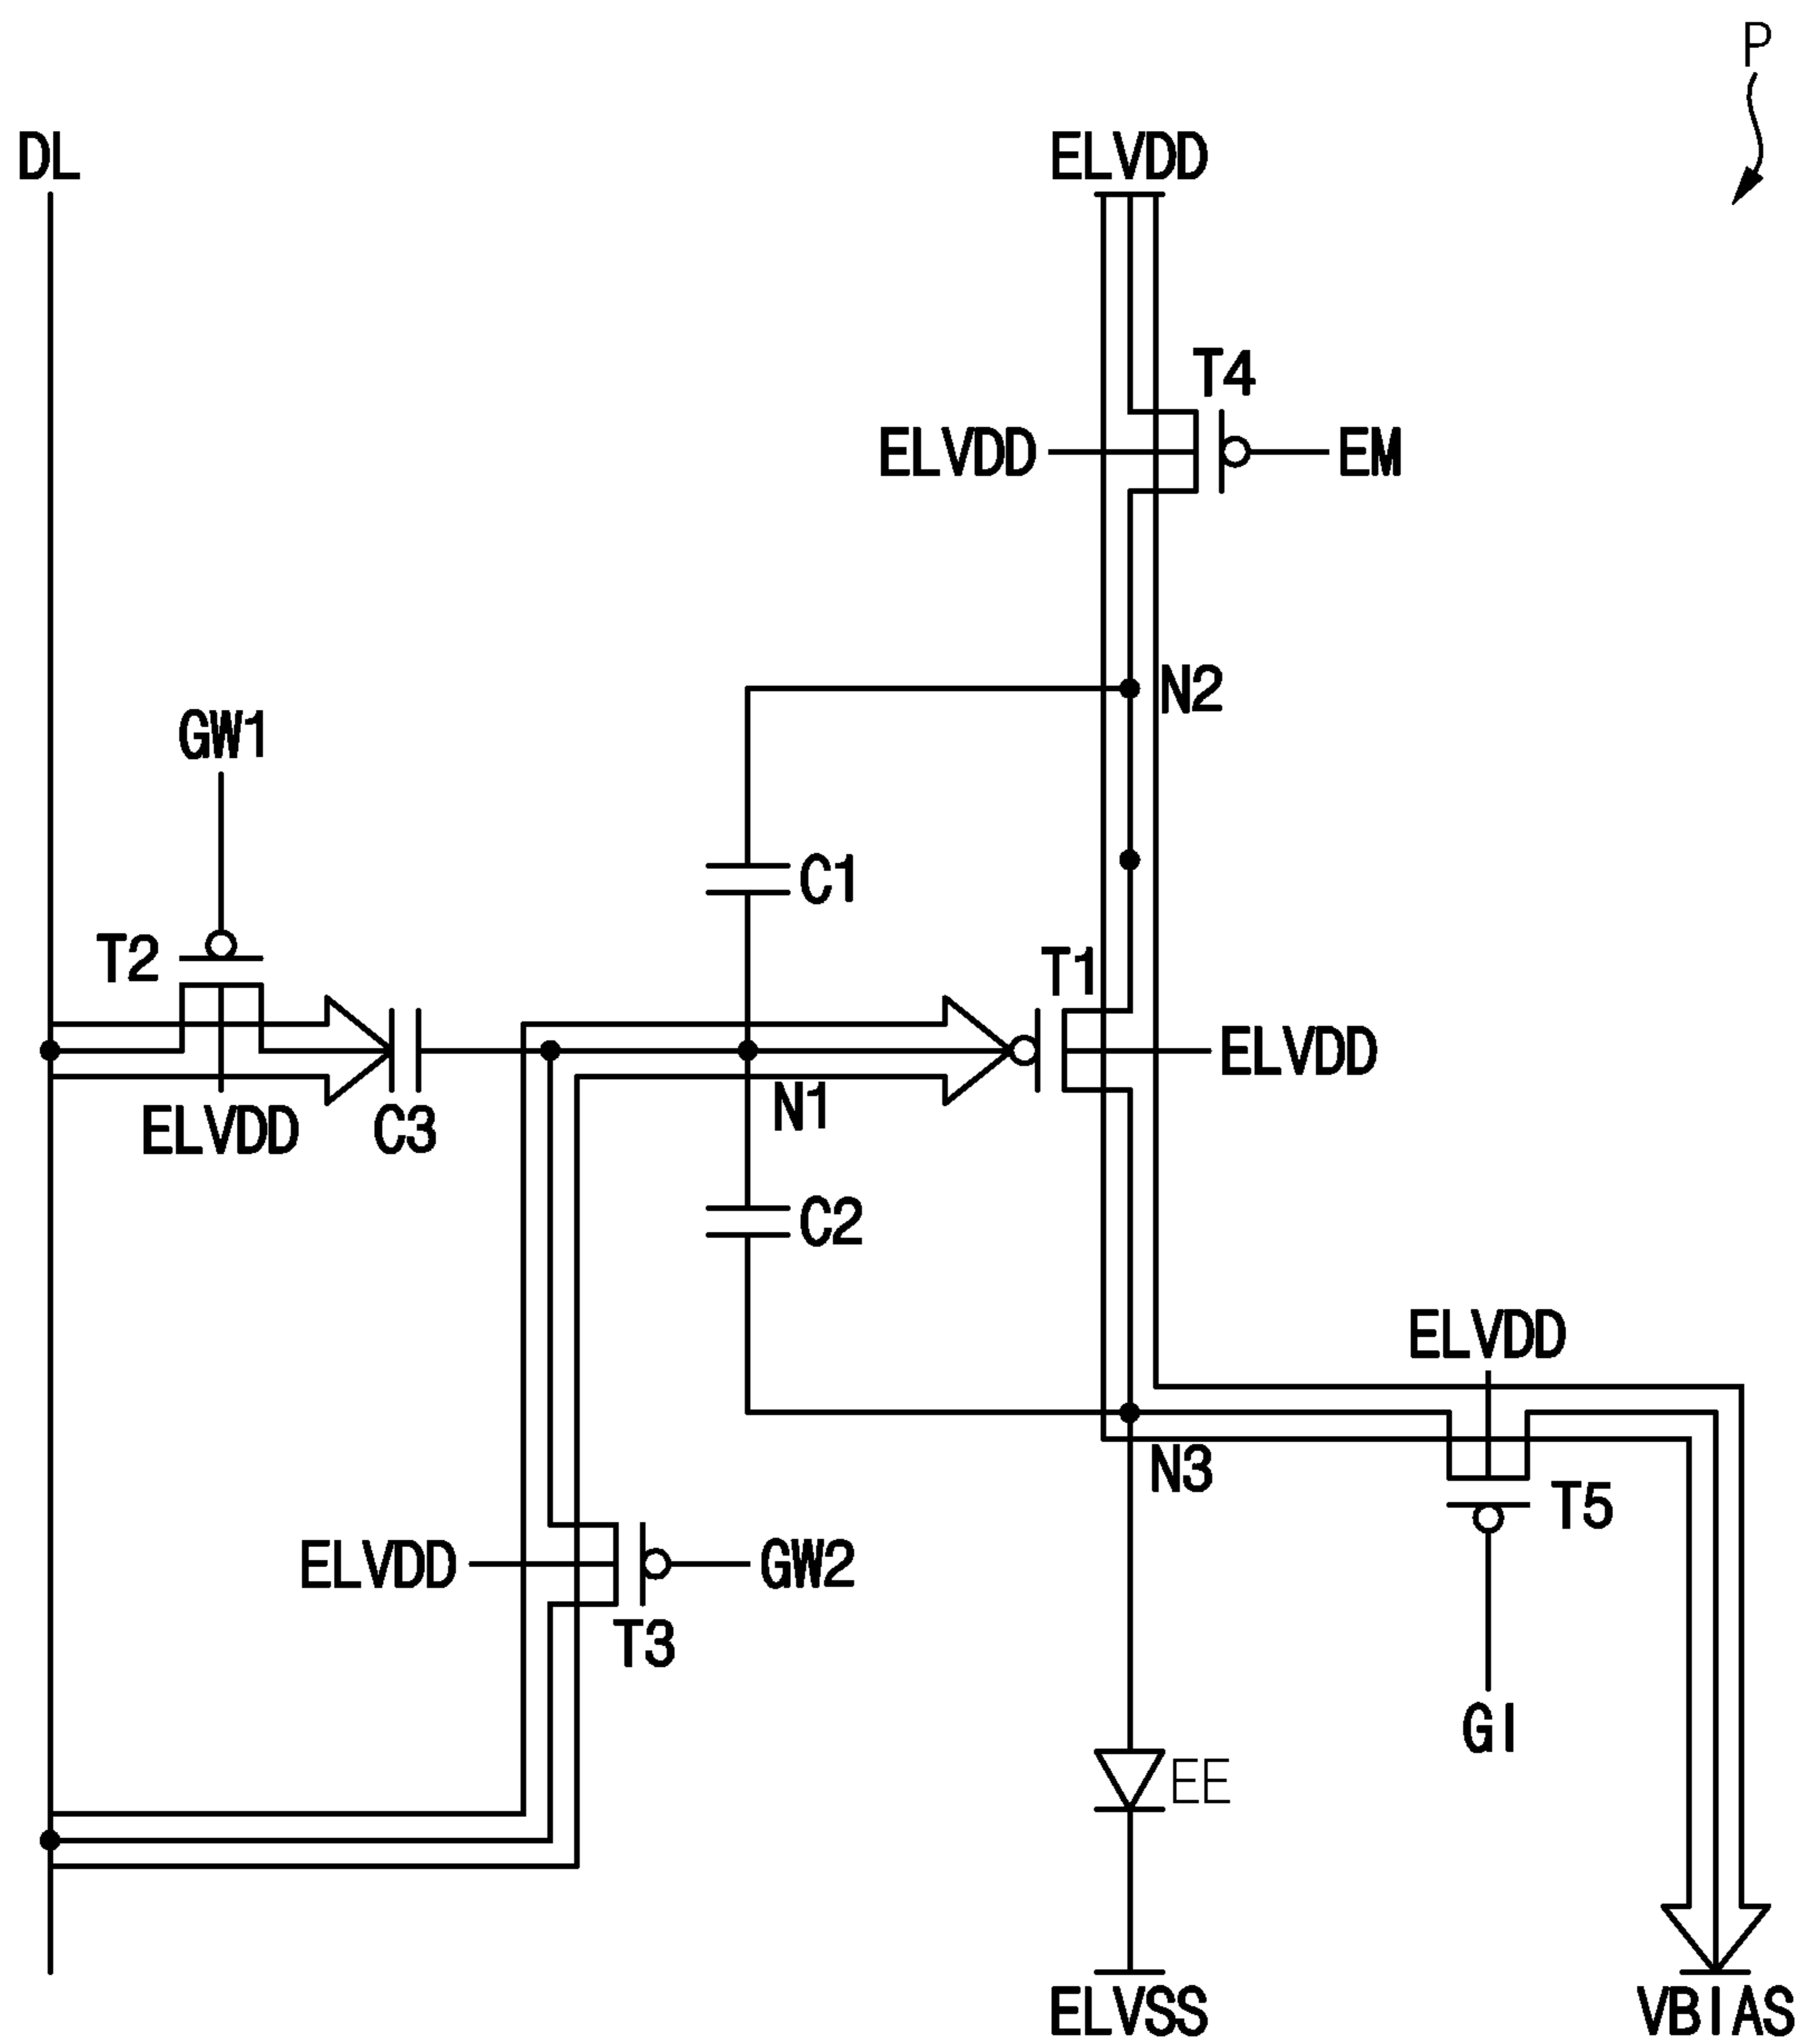 P
DL
ELVDD
T4
ELVDD
EM
N2
GW1
C1
T2
T1
ELVDD
ELVDD
C3
N1
C2
ELVDD
N3
T5
ELVDD
GW2
T3
GI
EE
ELVSS
VBIAS